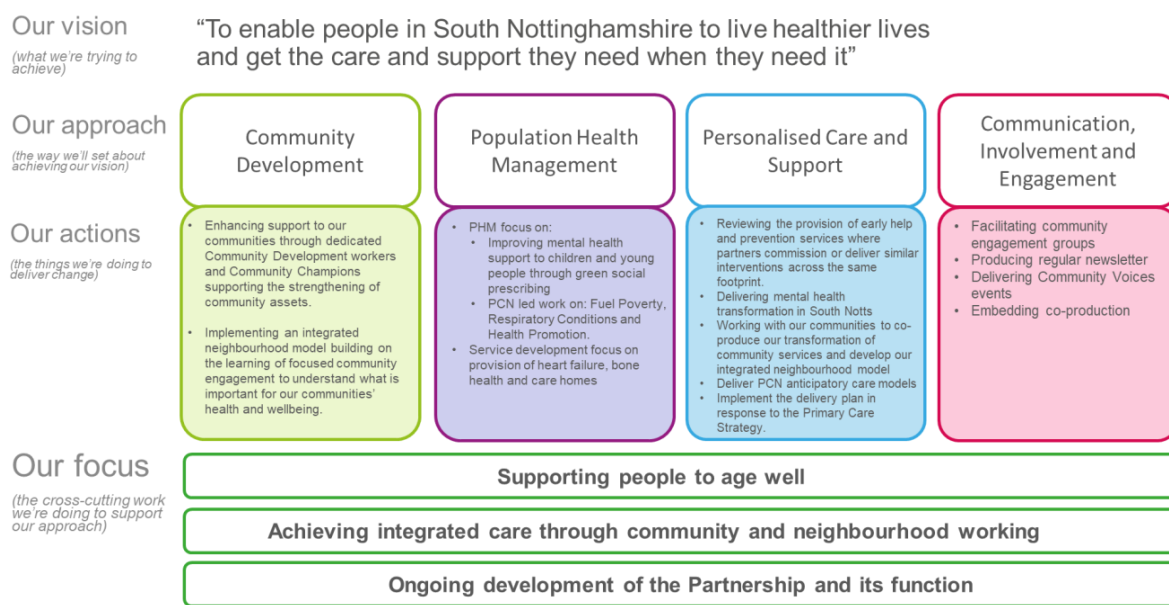 Our vision
(what we're trying to
achieve)
“To enable people in South Nottinghamshire to live healthier lives
and get the care and support they need when they need it”
Our approach
(the way we'll set about
achieving our vision)
Community
Development
Population Health
Management
Personalised Care and
Support
Communication,
Involvement and
Engagement
Our actions
(the things we're doing to
deliver change)
• Enhancing support to our
communities through dedicated
Community Development workers
and Community Champions
supporting the strengthening of
community assets.
• Implementing an integrated
neighbourhood model building on
the learning of focused community
engagement to understand what is
important for our communities'
health and wellbeing.
• PHM focus on:
• Improving mental health
support to children and young
people through green social
prescribing
• PCN led work on: Fuel Poverty,
Respiratory Conditions and
Health Promotion.
• Service development focus on
provision of heart failure, bone
health and care homes
• Reviewing the provision of early help
and prevention services where
partners commission or deliver similar
interventions across the same
footprint.
• Delivering mental health
transformation in South Notts
• Working with our communities to co-
produce our transformation of
community services and develop our
integrated neighbourhood model
• Deliver PCN anticipatory care models
• Implement the delivery plan in
response to the Primary Care
Strategy.
• Facilitating community
engagement groups
• Producing regular newsletter
• Delivering Community Voices
events
• Embedding co-production
Our focus
(the cross-cutting work
we're doing to support
our approach)
Supporting people to age well
Achieving integrated care through community and neighbourhood working
Ongoing development of the Partnership and its function